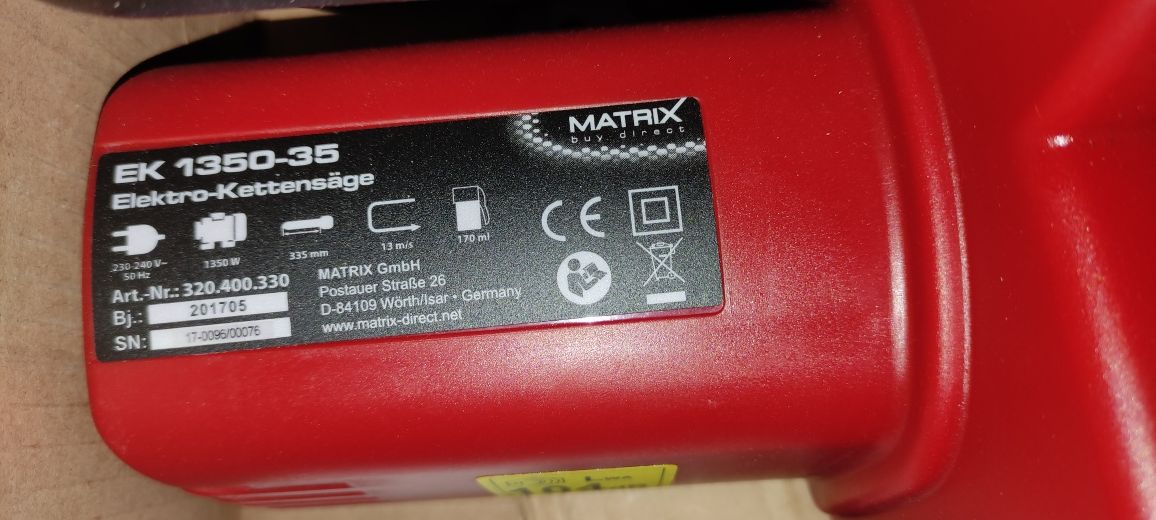 MATRIX
buy direct
EK 1350-35
Elektro-Kettensäge
230-240 V~
50 Hz
1350 W
335 mm
13 m/s
170 ml
CE
Art.-Nr.: 320.400.330
Bj.: 201705
SN: 17-0096/00076
MATRIX GmbH
Postauer Straße 26
D-84109 Wörth/Isar • Germany
www.matrix-direct.net
LWA